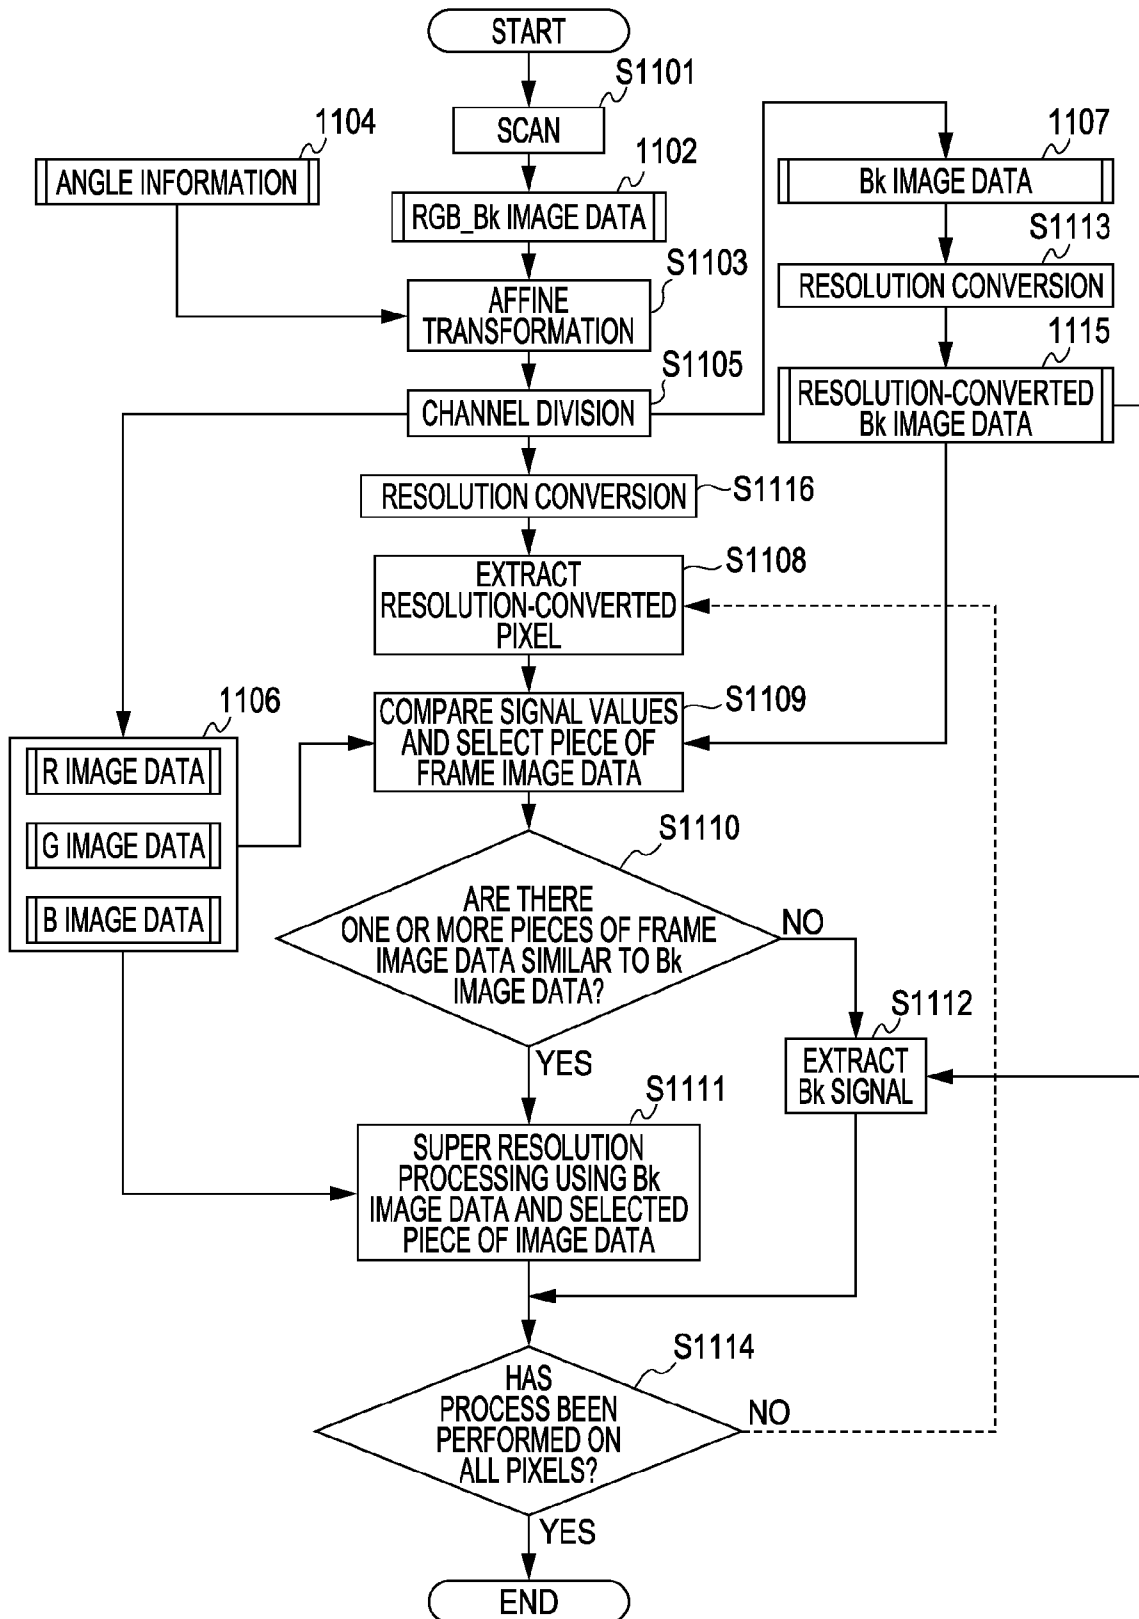 START
S1101
SCAN
1104
ANGLE INFORMATION
1102
RGB_Bk IMAGE DATA
1107
Bk IMAGE DATA
S1103
AFFINE
TRANSFORMATION
S1113
RESOLUTION CONVERSION
S1105
CHANNEL DIVISION
1115
RESOLUTION-CONVERTED
Bk IMAGE DATA
RESOLUTION CONVERSION
S1116
S1108
EXTRACT
RESOLUTION-CONVERTED
PIXEL
S1109
COMPARE SIGNAL VALUES
AND SELECT PIECE OF
FRAME IMAGE DATA
1106
R IMAGE DATA
G IMAGE DATA
B IMAGE DATA
S1110
ARE THERE
ONE OR MORE PIECES OF FRAME
IMAGE DATA SIMILAR TO Bk
IMAGE DATA?
NO
YES
S1112
EXTRACT
Bk SIGNAL
S1111
SUPER RESOLUTION
PROCESSING USING Bk
IMAGE DATA AND SELECTED
PIECE OF IMAGE DATA
S1114
HAS
PROCESS BEEN
PERFORMED ON
ALL PIXELS?
NO
YES
END